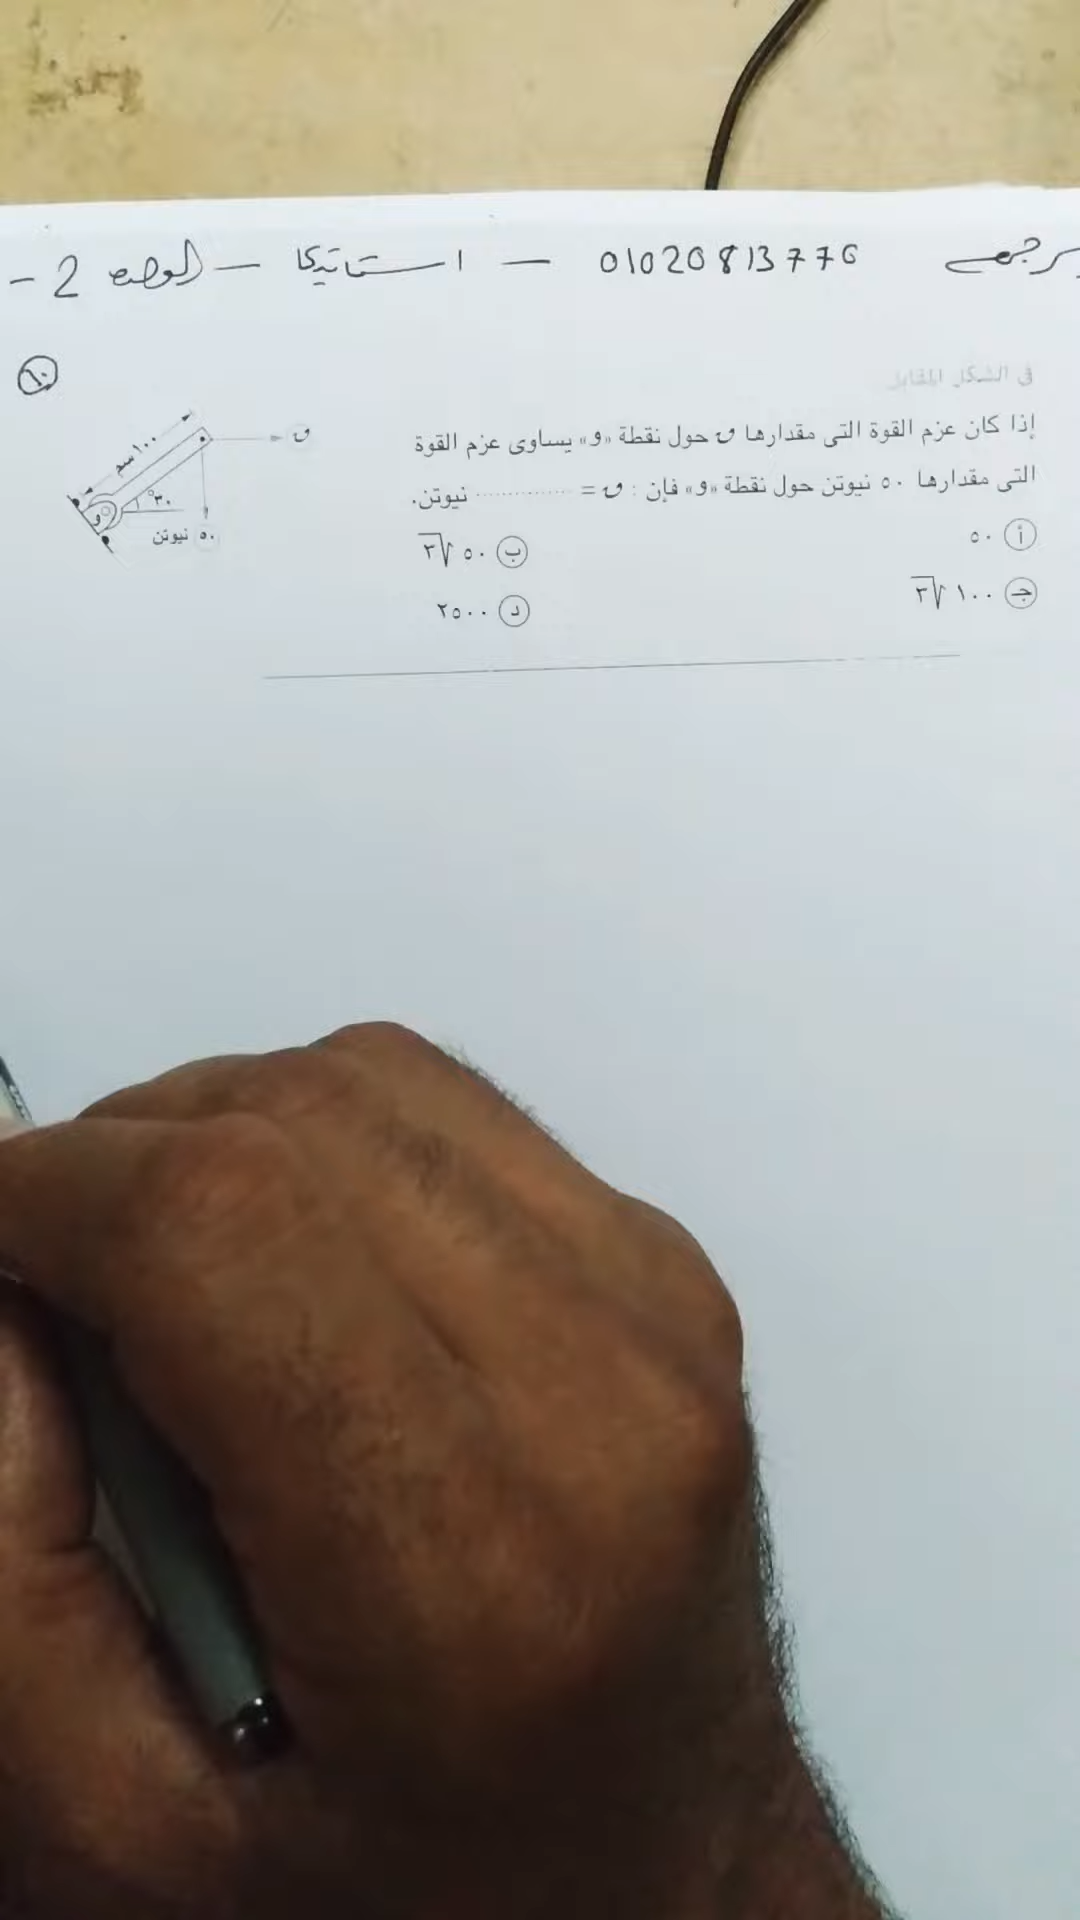 01020813776 — استاتيكا — الوحدة 2 -
١٠
في الشكل المقابل
إذا كان عزم القوة التى مقدارها ق حول نقطة «و» يساوى عزم القوة
التى مقدارها ٥٠ نيوتن حول نقطة «و» فإن : ق = .............. نيوتن.
أ ٥٠
ب ٥٠ √٣
ج ١٠٠ √٣
د ٢٥٠٠
١٠٠ سم
ق
٣٠°
و
٥٠ نيوتن